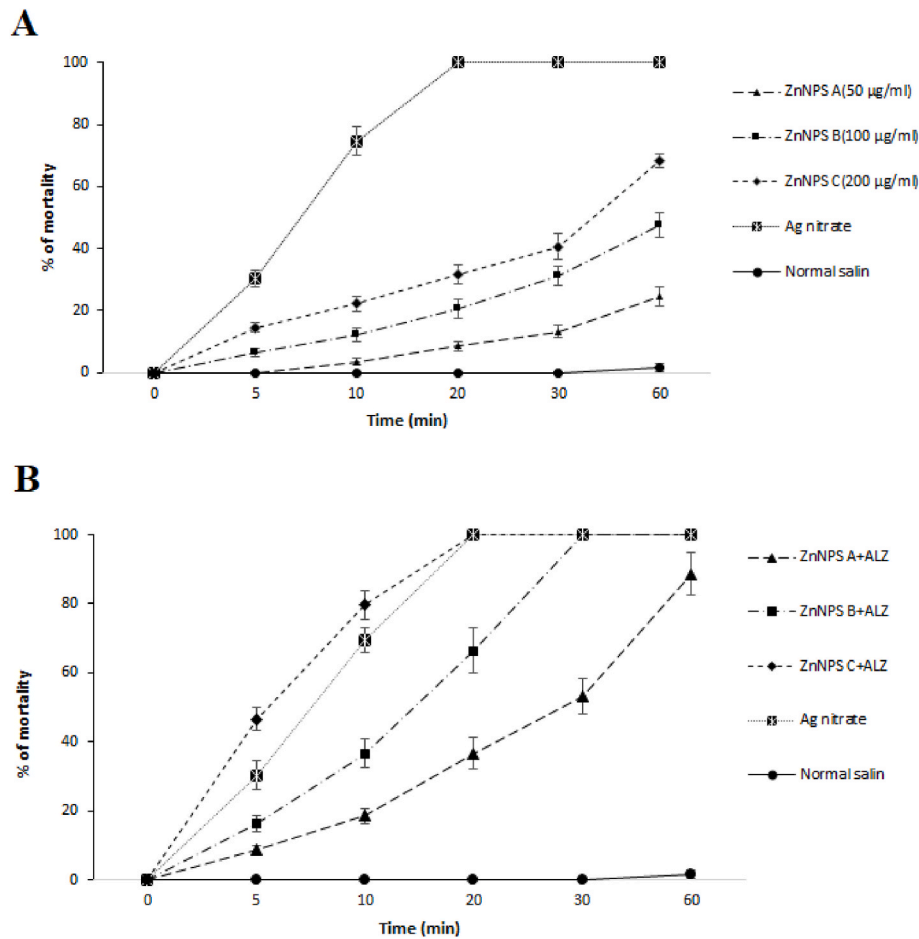 A
100
80
60
40
20
0
% of mortality
0 5 10 20 30 60
Time (min)
ZnNPS A(50 µg/ml)
ZnNPS B(100 µg/ml)
ZnNPS C(200 µg/ml)
Ag nitrate
Normal salin
B
100
80
60
40
20
0
% of mortality
0 5 10 20 30 60
Time (min)
ZnNPS A+ALZ
ZnNPS B+ALZ
ZnNPS C+ALZ
Ag nitrate
Normal salin